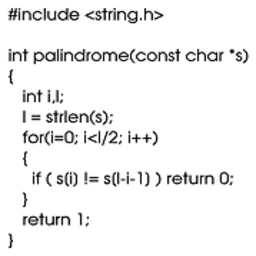 #include <string.h>
int palindrome(const char *s)
{
int i,l;
l = strlen(s);
for(i=0; i<l/2; i++)
{
if ( s(i) != s(l-i-1) ) return 0;
}
return 1;
}